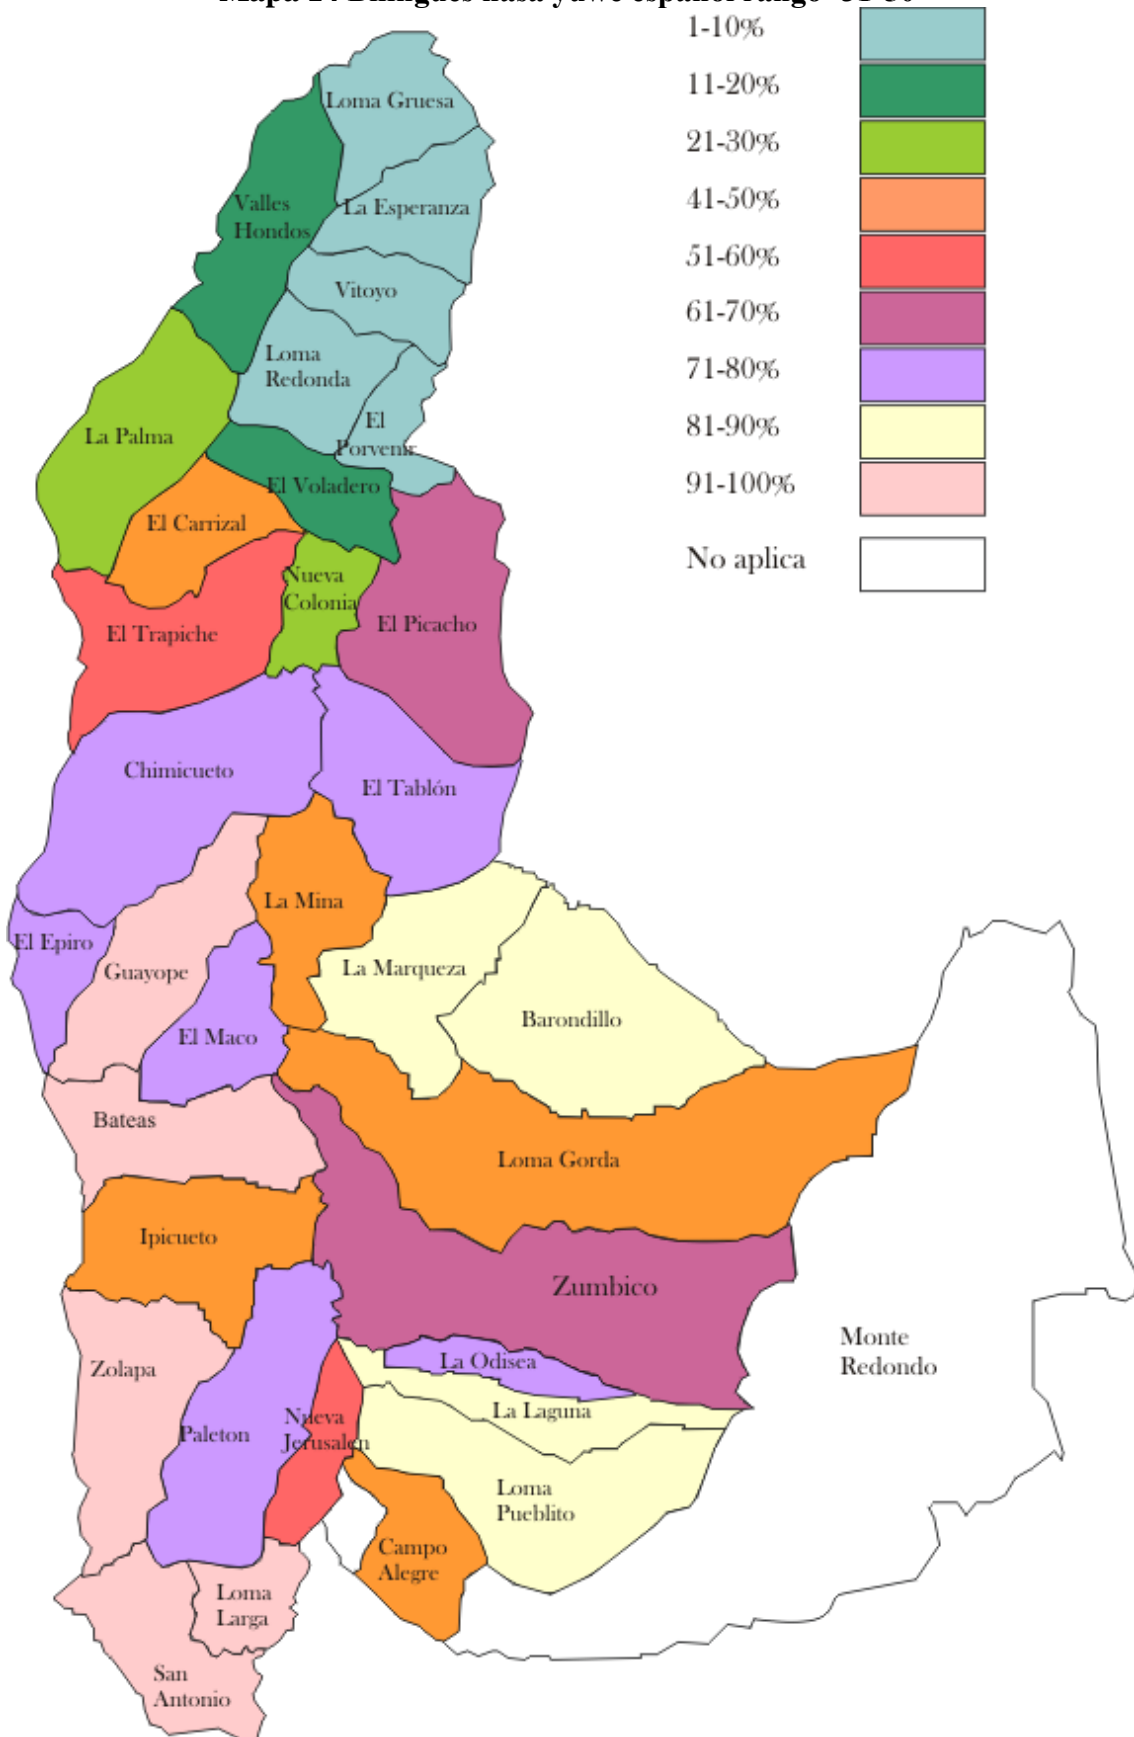 1-10%
11-20%
21-30%
41-50%
51-60%
61-70%
71-80%
81-90%
91-100%
No aplica
Loma Gruesa
Valles
Hondos
La Esperanza
Vitoyo
Loma
Redonda
El
Porvenir
La Palma
El Voladero
El Carrizal
Nueva
Colonia
El Picacho
El Trapiche
Chimicueto
El Tablón
La Mina
El Epiro
Guayope
La Marqueza
Barondillo
El Maco
Bateas
Loma Gorda
Ipicueto
Zumbico
Monte
Redondo
Zolapa
La Odisea
La Laguna
Nueva
Jerusalen
Paleton
Loma
Pueblito
Campo
Alegre
Loma
Larga
San
Antonio